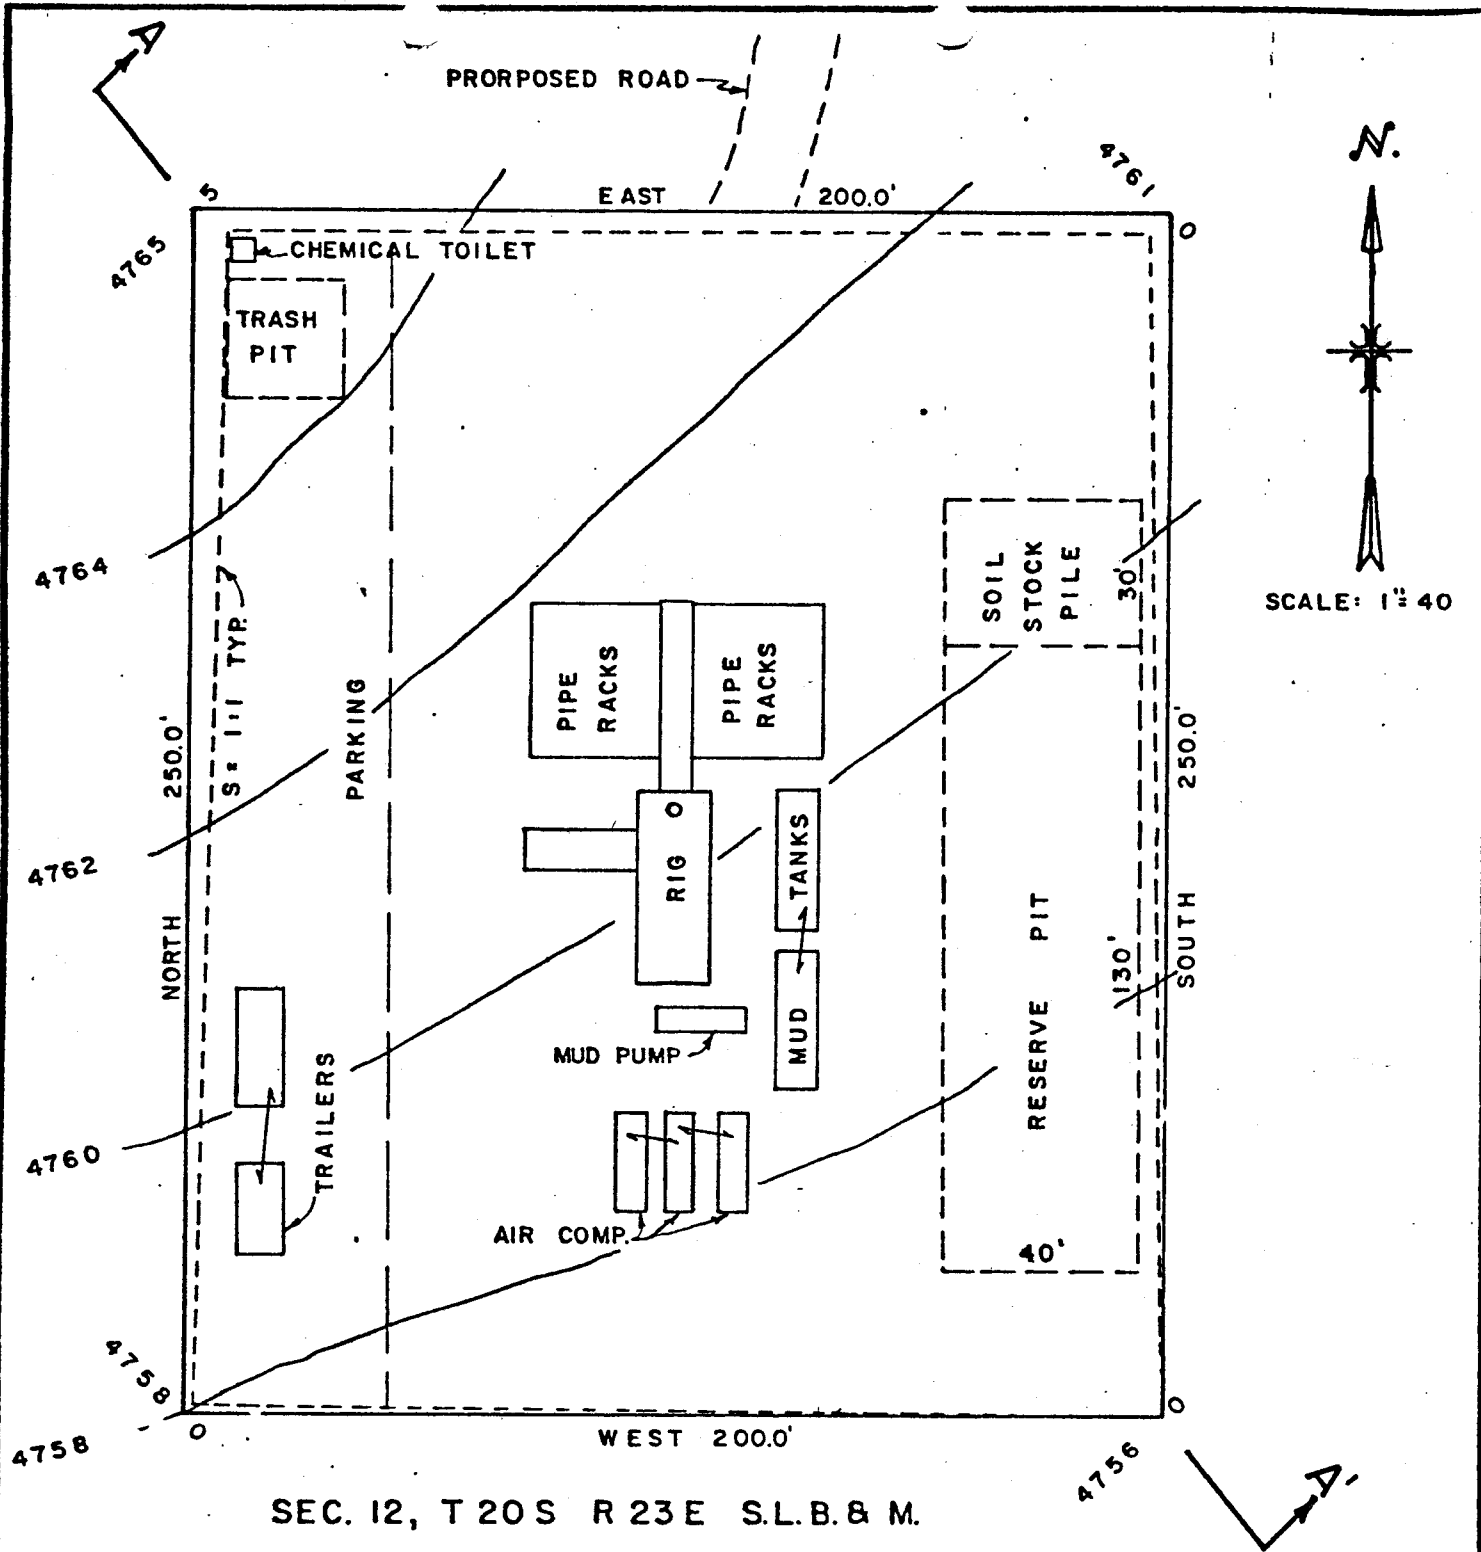 A
PRORPOSED ROAD
N.
4761
5
EAST 200.0'
0
4765
CHEMICAL TOILET
TRASH
PIT
4764
SOIL
STOCK
PILE
30'
SCALE: 1"=40
S= 1:1 TYP.
PIPE
RACKS
PIPE
RACKS
PARKING
250.0'
250.0'
4762
RIG
TANKS
NORTH
SOUTH
130'
RESERVE PIT
MUD PUMP
MUD
TRAILERS
4760
AIR COMP.
40'
4758
0
0
4758
WEST 200.0'
4756
A'
SEC. 12, T 20 S R 23 E S.L.B. & M.